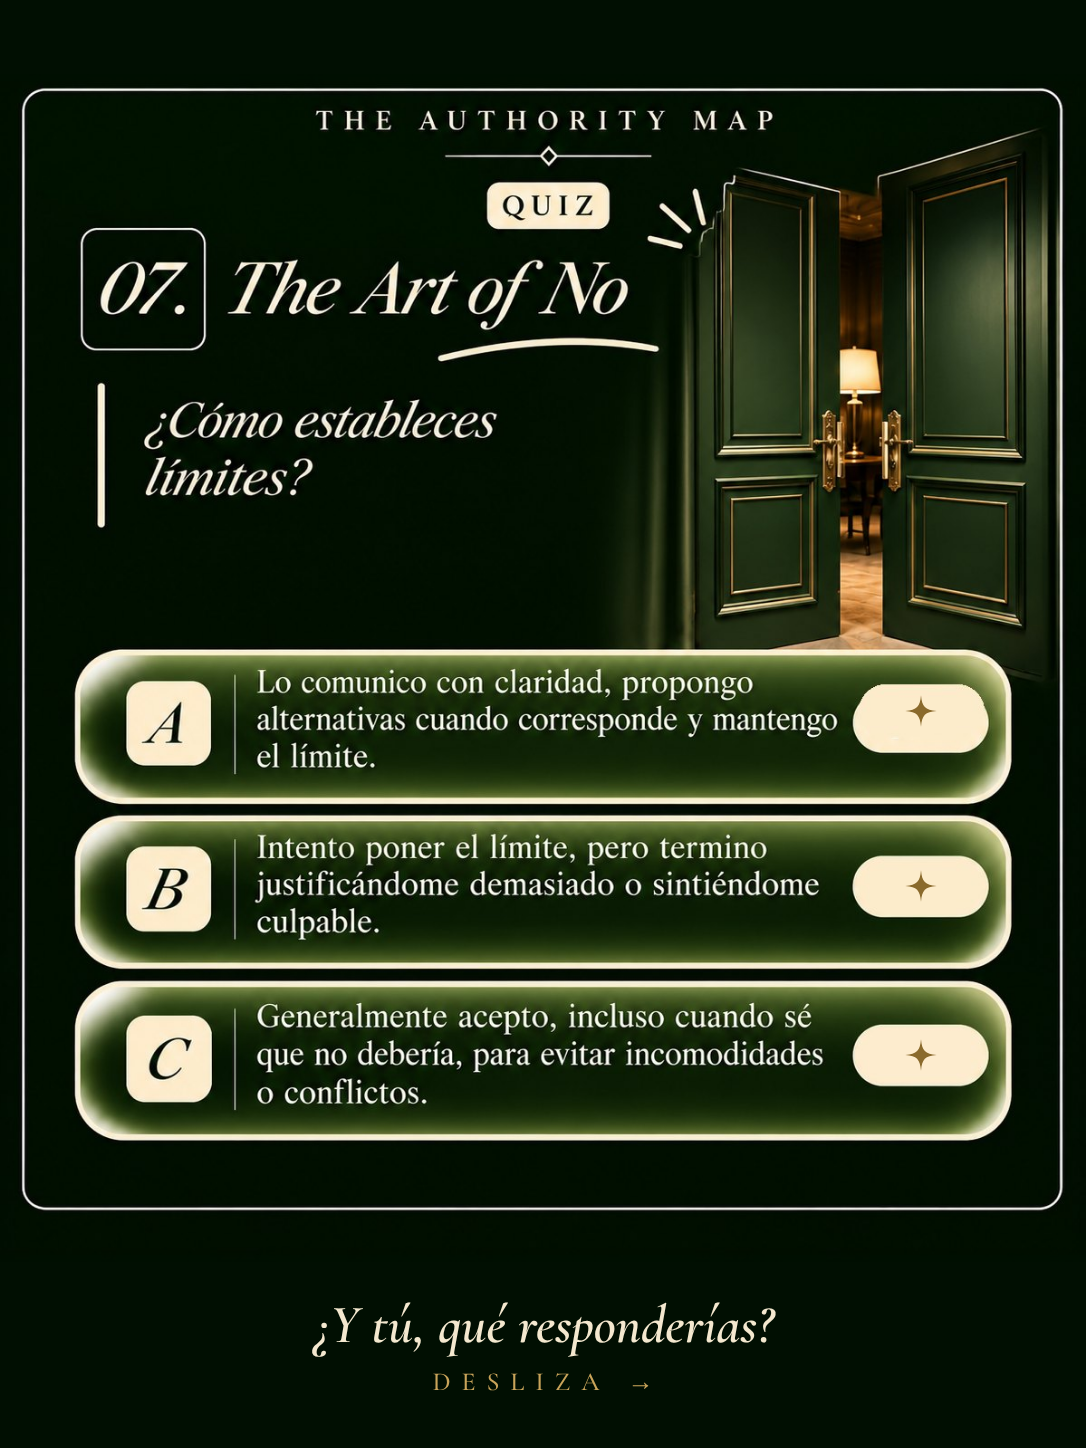 THE AUTHORITY MAP
QUIZ
07. The Art of No
¿Cómo estableces
límites?
A
Lo comunico con claridad, propongo
alternativas cuando corresponde y mantengo
el límite.
B
Intento poner el límite, pero termino
justificándome demasiado o sintiéndome
culpable.
C
Generalmente acepto, incluso cuando sé
que no debería, para evitar incomodidades
o conflictos.
¿Y tú, qué responderías?
DESLIZA →